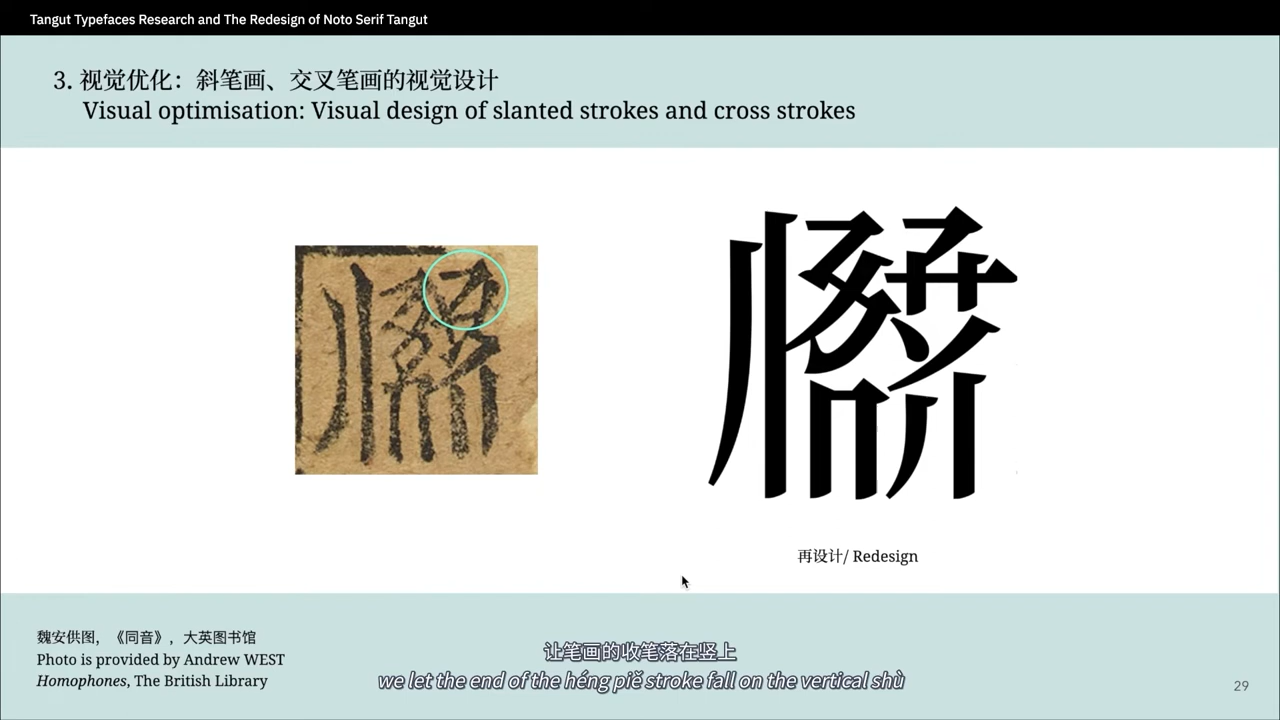 Tangut Typefaces Research and The Redesign of Noto Serif Tangut
3. 视觉优化：斜笔画、交叉笔画的视觉设计
Visual optimisation: Visual design of slanted strokes and cross strokes
再设计/ Redesign
魏安供图，《同音》，大英图书馆
Photo is provided by Andrew WEST
Homophones, The British Library
让笔画的收笔落在竖上
we let the end of the héng piě stroke fall on the vertical shù
29